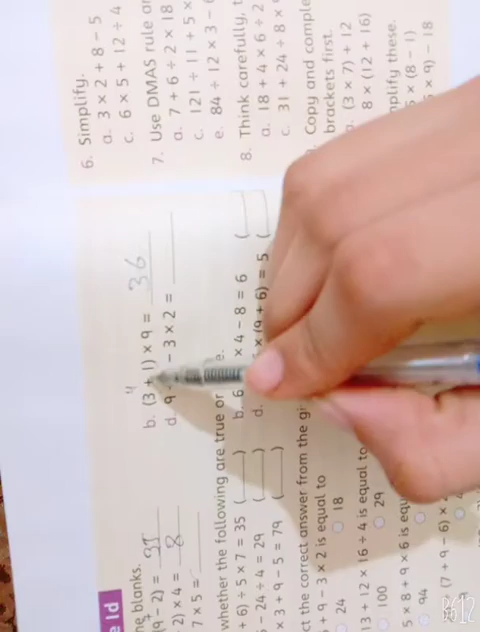 e 1d
ne blanks.
(9 - 2) = 35 b. (3 + 1) × 9 = 36
4
2) × 4 = 8 d. 9 - 3 × 2 =
7 × 5 =
whether the following are true or
+ 6) ÷ 5 × 7 = 35 ( ) b. 6 × 4 - 8 = 6 (
- 24 ÷ 4 = 29 ( ) d. × (9 + 6) = 5 (
× 3 + 9 - 5 = 79 ( )
ct the correct answer from the gi
+ 9 - 3 × 2 is equal to
24 18
13 + 12 × 16 ÷ 4 is equal to
100 29
5 × 8 + 9 × 6 is equ
94
(7 + 9 - 6) ×
6. Simplify.
a. 3 × 2 + 8 - 5
c. 6 × 5 + 12 ÷ 4
7. Use DMAS rule
a. 7 + 6 ÷ 2 × 18
c. 121 ÷ 11 + 5 ×
e. 84 ÷ 12 × 3 -
8. Think carefully,
a. 18 + 4 × 6 ÷ 2
c. 31 + 24 ÷ 8 ×
Copy and comple
brackets first.
(3 × 7) + 12
8 × (12 + 16)
plify these.
× (8 - 1)
× 9) - 18
B612